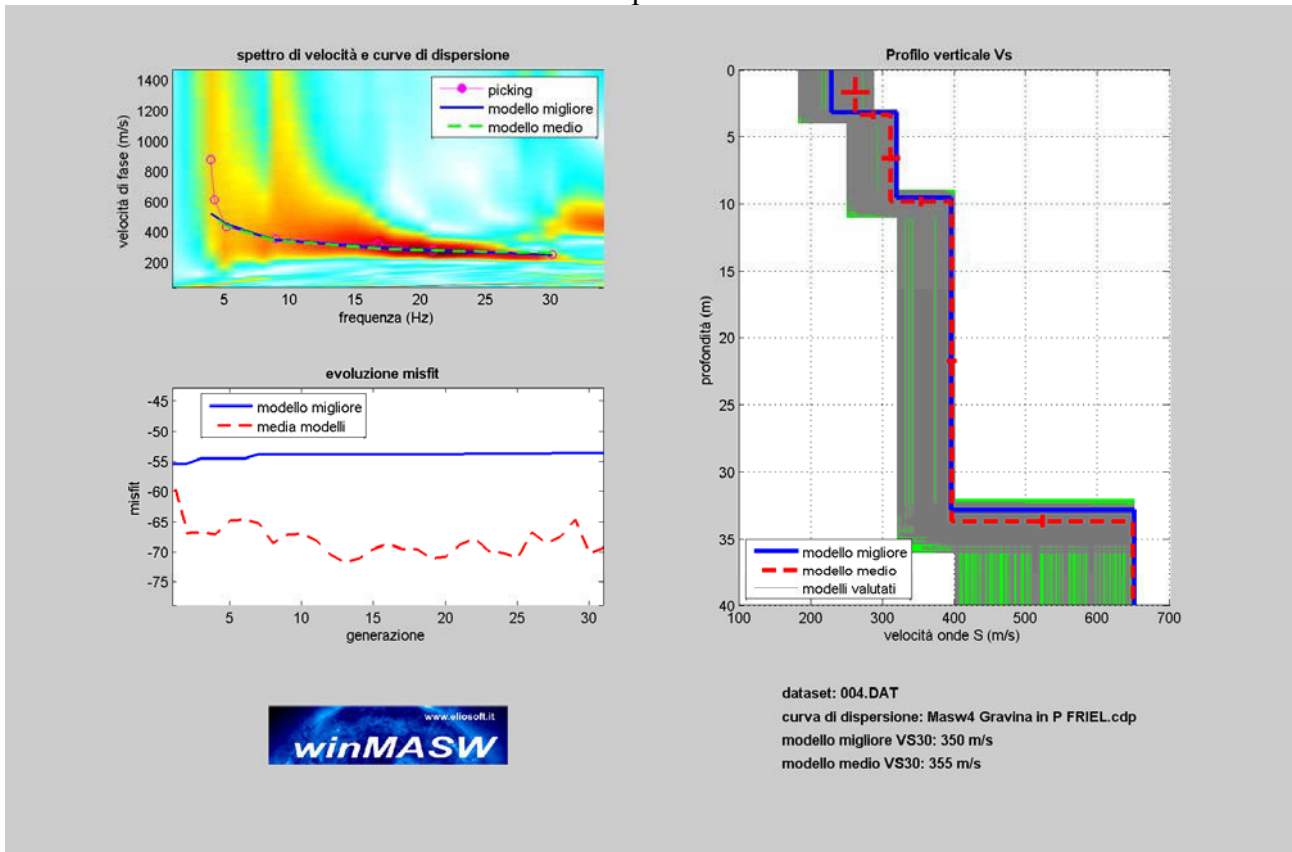 spettro di velocità e curve di dispersione
1400
1200
1000
800
600
400
200
velocità di fase (m/s)
picking
modello migliore
modello medio
5
10
15
20
25
30
frequenza (Hz)
evoluzione misfit
-45
-50
-55
-60
-65
-70
-75
misfit
modello migliore
media modelli
5
10
15
20
25
30
generazione
www.eliosoft.it
winMASW
Profilo verticale Vs
0
5
10
15
20
25
30
35
40
profondità (m)
modello migliore
modello medio
modelli valutati
100
200
300
400
500
600
700
velocità onde S (m/s)
dataset: 004.DAT
curva di dispersione: Masw4 Gravina in P FRIEL.cdp
modello migliore VS30: 350 m/s
modello medio VS30: 355 m/s